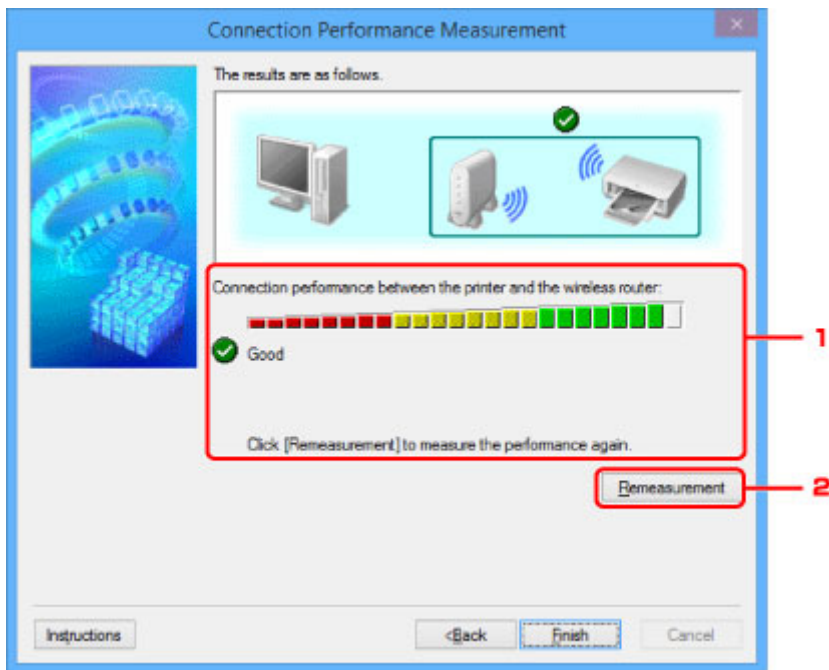 Connection Performance Measurement
The results are as follows.
Connection performance between the printer and the wireless router:
Good
1
Click [Remeasurement] to measure the performance again.
Remeasurement
2
Instructions
<Back
Finish
Cancel